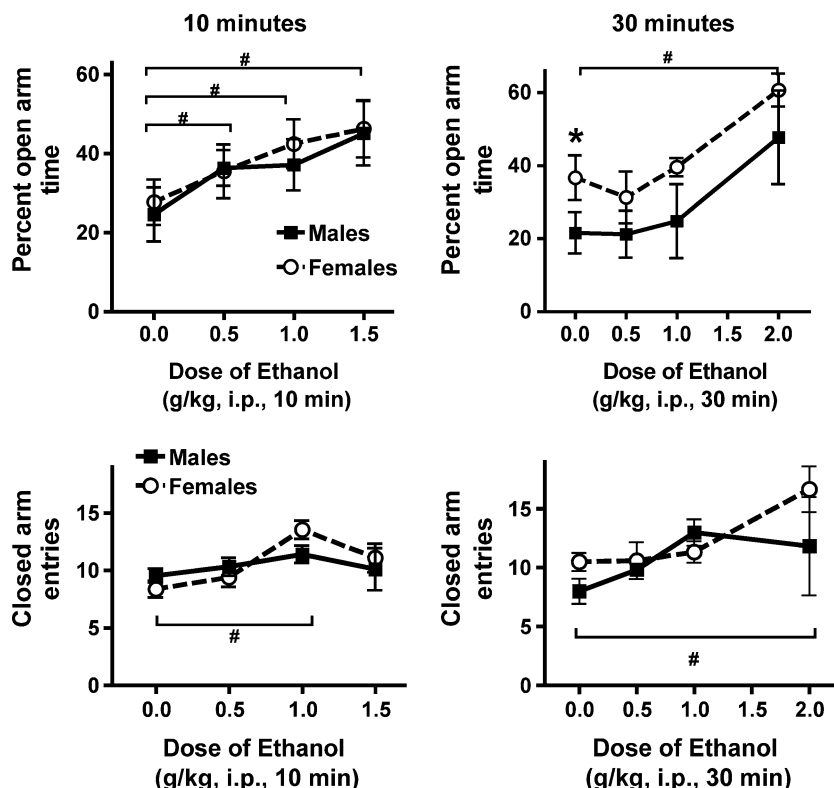 10 minutes
30 minutes
Percent open arm
time
60
40
20
0
#
#
#
Males
Females
0.0 0.5 1.0 1.5
Dose of Ethanol
(g/kg, i.p., 10 min)
Percent open arm
time
60
40
20
0
#
*
0.0 0.5 1.0 1.5 2.0
Dose of Ethanol
(g/kg, i.p., 30 min)
Closed arm
entries
15
10
5
0
Males
Females
#
0.0 0.5 1.0 1.5
Dose of Ethanol
(g/kg, i.p., 10 min)
Closed arm
entries
15
10
5
0
#
0.0 0.5 1.0 1.5 2.0
Dose of Ethanol
(g/kg, i.p., 30 min)